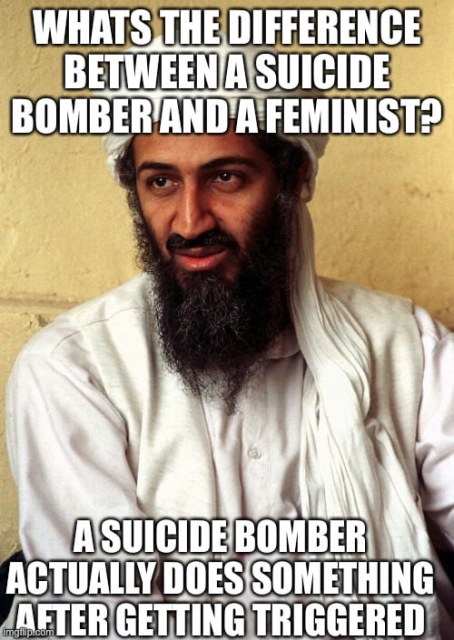 WHATS THE DIFFERENCE
BETWEEN A SUICIDE
BOMBER AND A FEMINIST?
A SUICIDE BOMBER
ACTUALLY DOES SOMETHING
AFTER GETTING TRIGGERED
imgflip.com